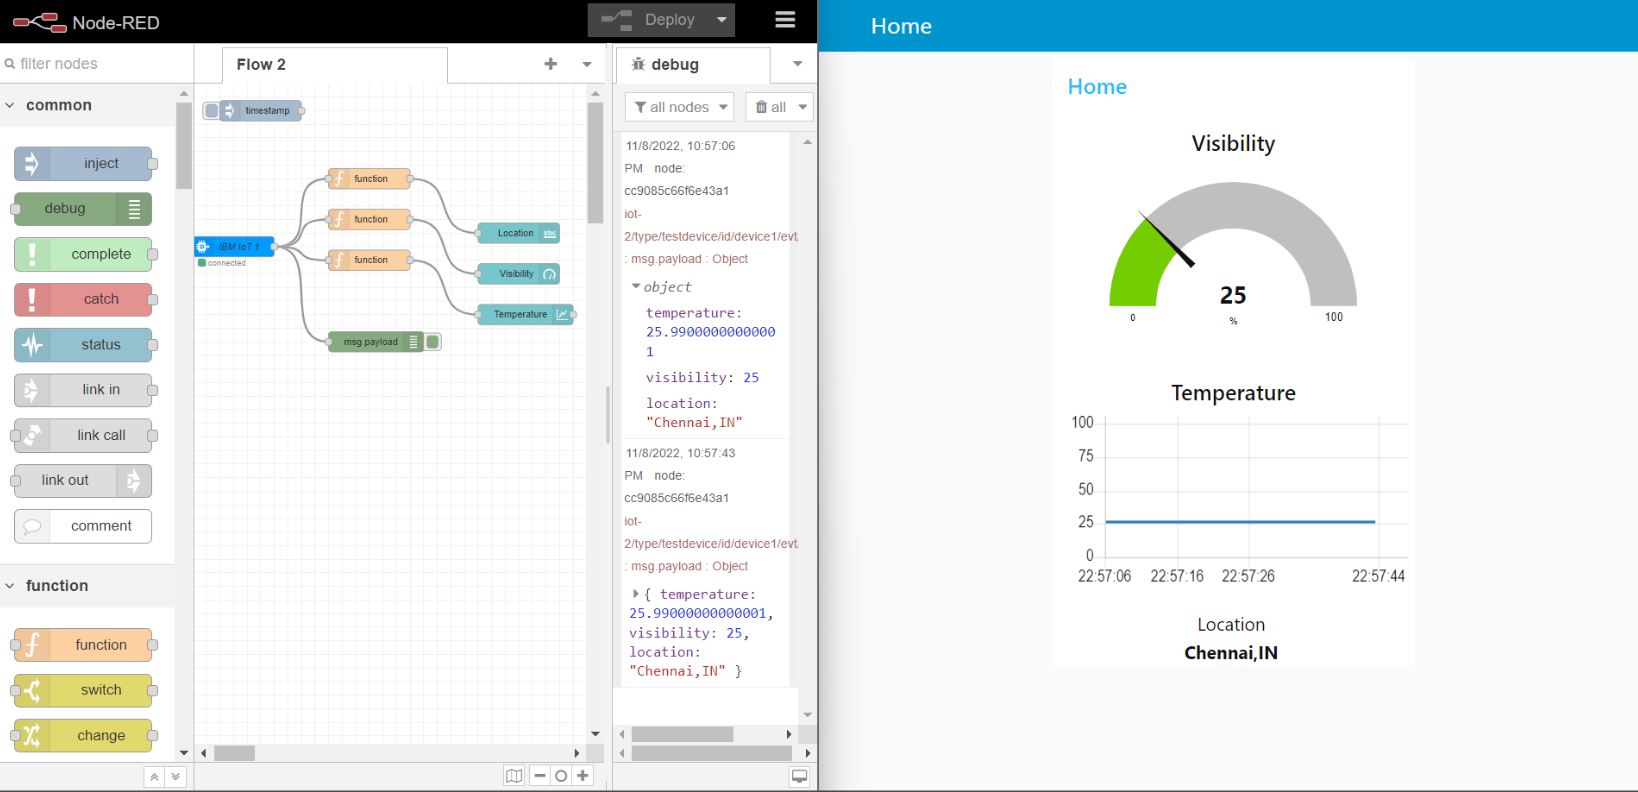 Node-RED
Deploy
filter nodes
common
inject
debug
complete
catch
status
link in
link call
link out
comment
function
function
switch
change
Flow 2
timestamp
function
function
function
IBM IoT 1
connected
Location
abc
Visibility
Temperature
msg.payload
debug
all nodes
all
11/8/2022, 10:57:06
PM node:
cc9085c66f6e43a1
iot-
2/type/testdevice/id/device1/evt
: msg.payload : Object
object
temperature:
25.9900000000000
1
visibility: 25
location:
"Chennai,IN"
11/8/2022, 10:57:43
PM node:
cc9085c66f6e43a1
iot-
2/type/testdevice/id/device1/evt
: msg.payload : Object
{ temperature:
25.99000000000001,
visibility: 25,
location:
"Chennai,IN" }
Home
Home
Visibility
25
0 % 100
Temperature
100
75
50
25
0
22:57:06 22:57:16 22:57:26 22:57:44
Location
Chennai,IN